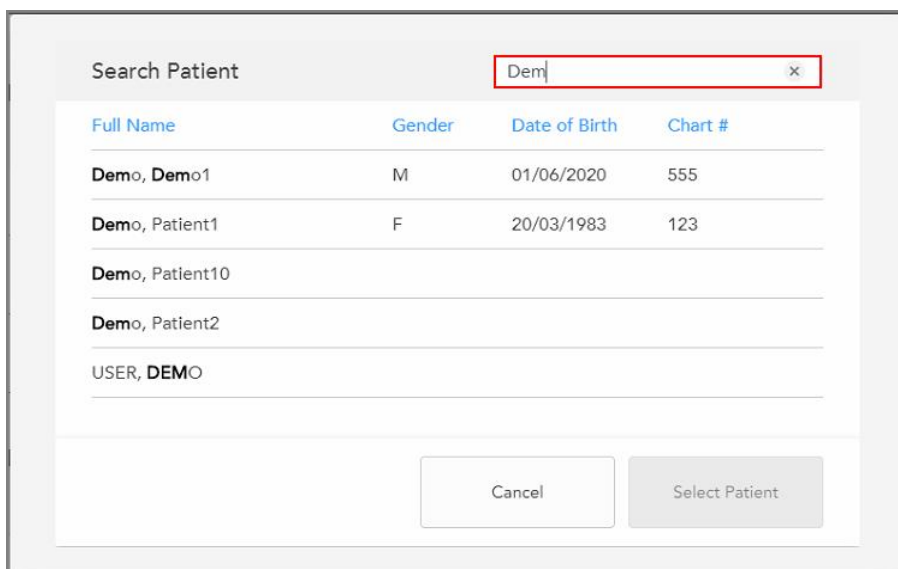 Search Patient Dem
Full Name Gender Date of Birth Chart #
Demo, Demo1 M 01/06/2020 555
Demo, Patient1 F 20/03/1983 123
Demo, Patient10
Demo, Patient2
USER, DEMO
Cancel Select Patient